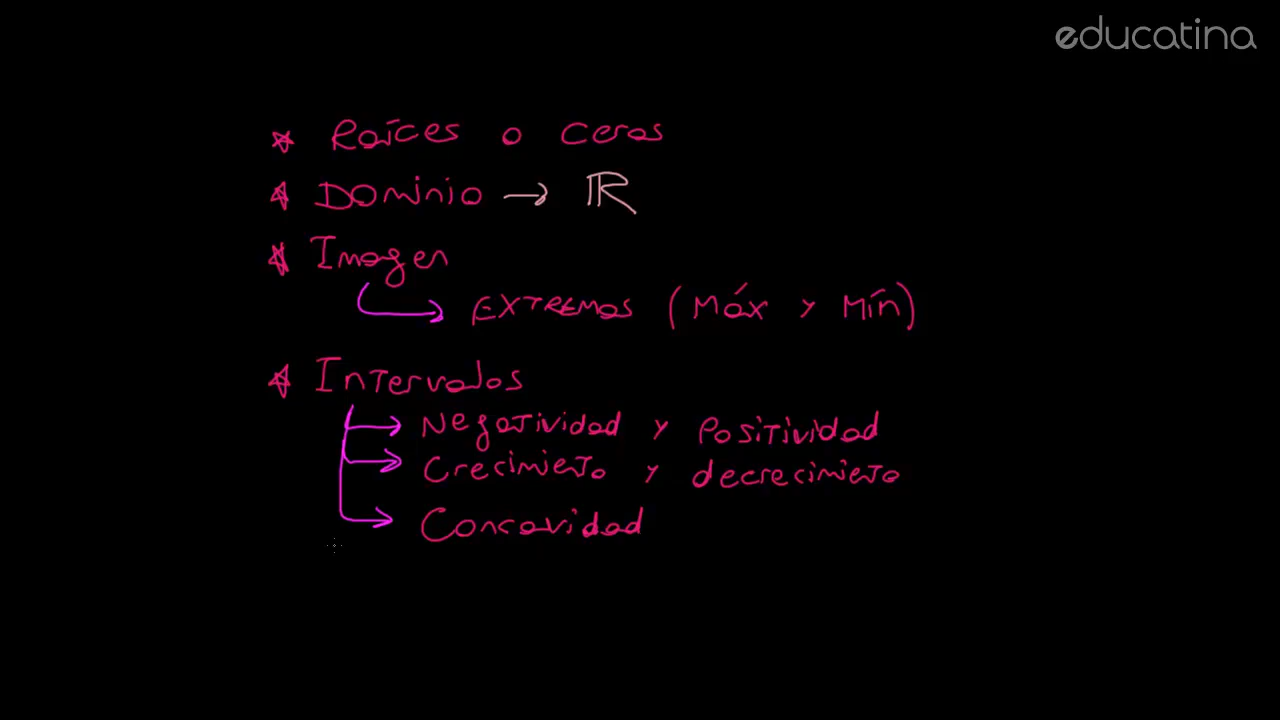 educatina
* Raíces o ceros
* Dominio → ℝ
* Imagen
→ EXTREMOS (Máx y Mín)
* Intervalos
→ Negatividad y Positividad
→ Crecimiento y decrecimiento
→ Concavidad